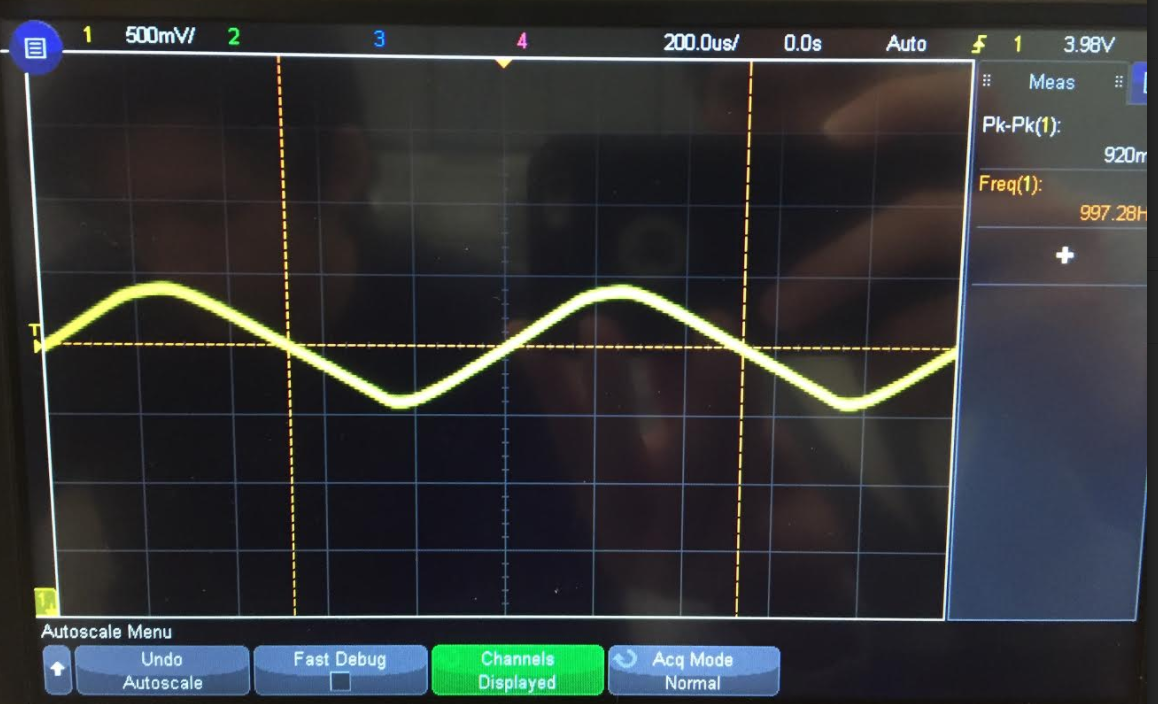 1 500mV/ 2 3 4 200.0us/ 0.0s Auto 1 3.98V
Meas
Pk-Pk(1):
920m
Freq(1):
997.28H
T
1
Autoscale Menu
Undo
Autoscale
Fast Debug
Channels
Displayed
Acq Mode
Normal